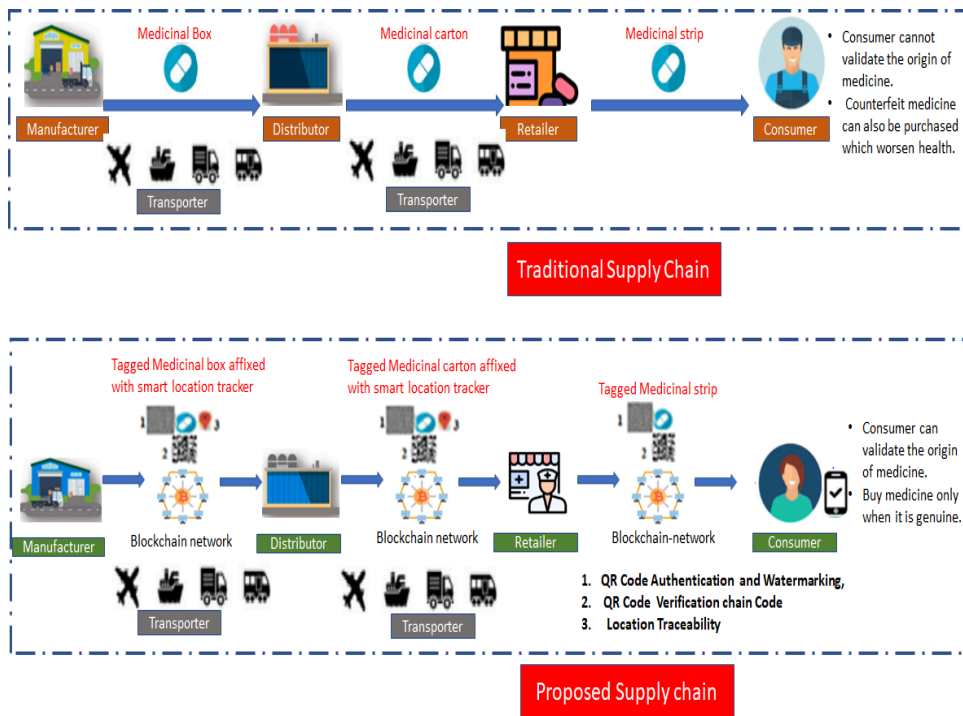 Medicinal Box
Medicinal carton
Medicinal strip
Manufacturer
Distributor
Retailer
Consumer
• Consumer cannot
validate the origin of
medicine.
• Counterfeit medicine
can also be purchased
which worsen health.
Transporter
Transporter
Traditional Supply Chain
Tagged Medicinal box affixed
with smart location tracker
Tagged Medicinal carton affixed
with smart location tracker
Tagged Medicinal strip
1
3
2
1
3
2
1
2
Manufacturer
Blockchain network
Distributor
Blockchain network
Retailer
Blockchain-network
Consumer
• Consumer can
validate the origin
of medicine.
• Buy medicine only
when it is genuine.
Transporter
Transporter
1. QR Code Authentication and Watermarking,
2. QR Code Verification chain Code
3. Location Traceability
Proposed Supply chain